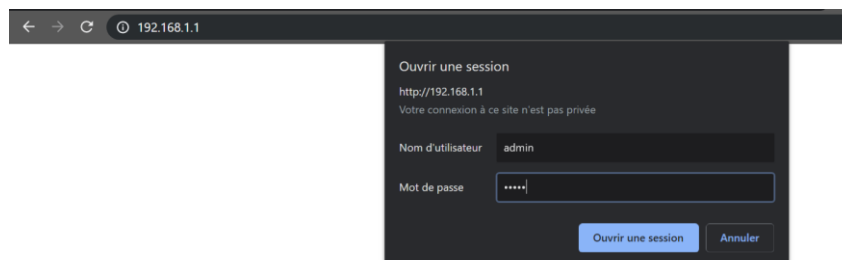 192.168.1.1
Ouvrir une session
http://192.168.1.1
Votre connexion à ce site n'est pas privée
Nom d'utilisateur admin
Mot de passe •••••
Ouvrir une session Annuler